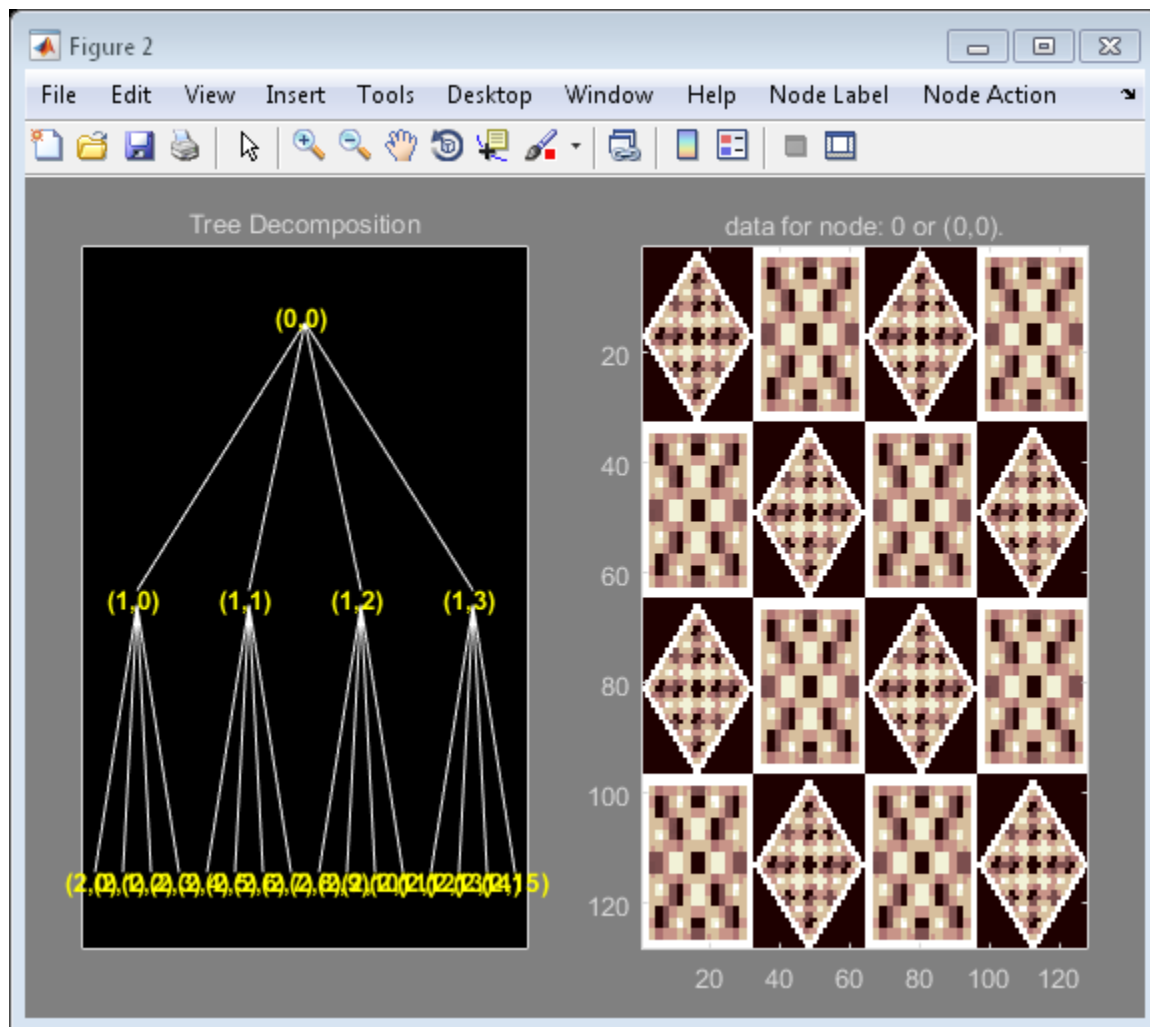 Figure 2
File Edit View Insert Tools Desktop Window Help Node Label Node Action
Tree Decomposition
(0,0)
(1,0) (1,1) (1,2) (1,3)
data for node: 0 or (0,0).
20
40
60
80
100
120
20 40 60 80 100 120